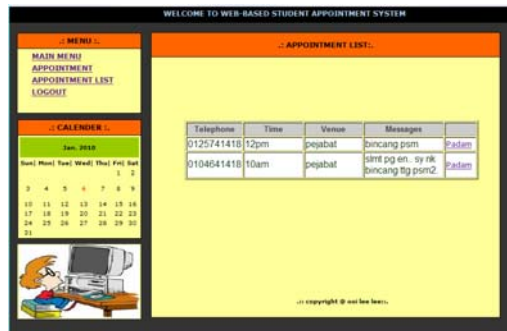 WELCOME TO WEB-BASED STUDENT APPOINTMENT SYSTEM
.: MENU :.
MAIN MENU
APPOINTMENT
APPOINTMENT LIST
LOGOUT
.: CALENDER :.
Jan. 2010
Sun| Mon| Tue| Wed| Thu| Fri| Sat
1 2
3 4 5 6 7 8 9
10 11 12 13 14 15 16
17 18 19 20 21 22 23
24 25 26 27 28 29 30
31
.: APPOINTMENT LIST:.
Telephone Time Venue Messages
0125741418 12pm pejabat bincang psm Padam
0104641418 10am pejabat slmt pg en.. sy nk
bincang ttg psm2. Padam
.:: copyright @ ooi lee lee::.